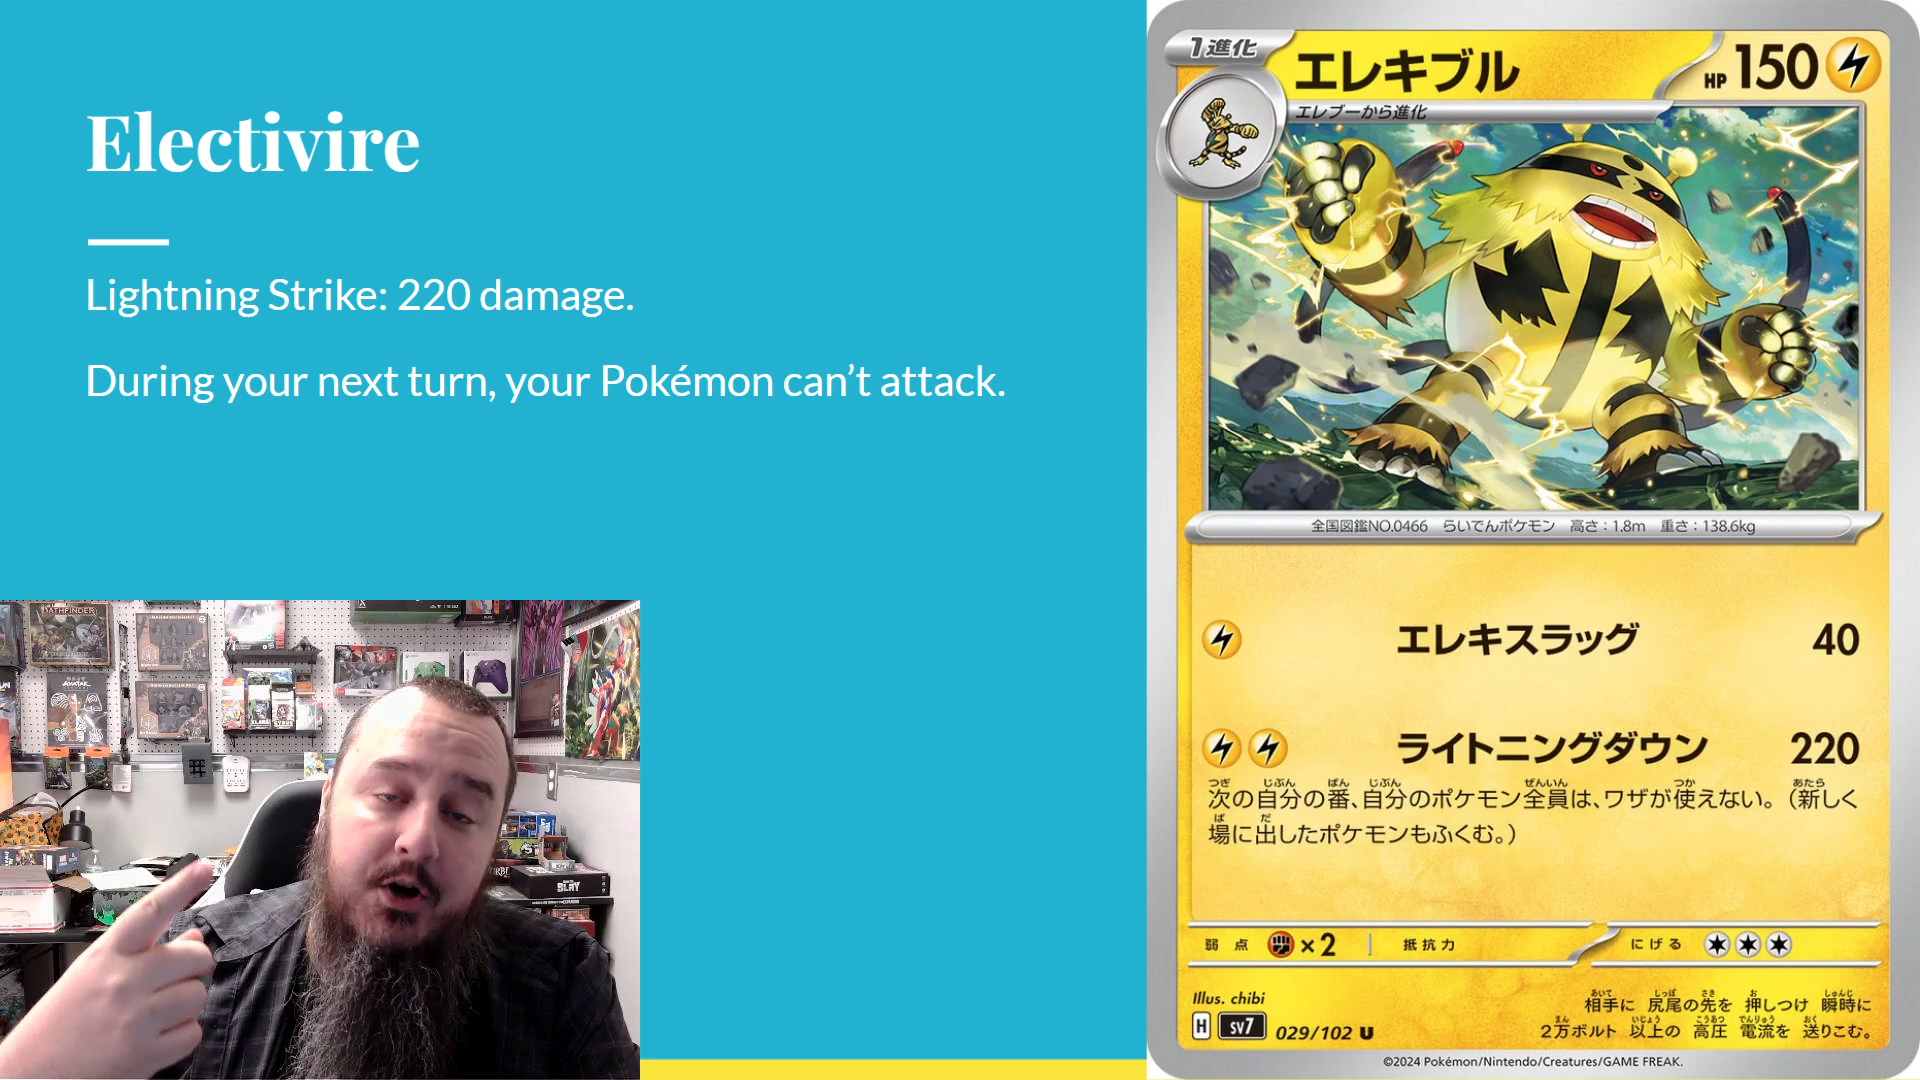 Electivire
Lightning Strike: 220 damage.
During your next turn, your Pokémon can’t attack.
PATHFINDER
AVATAR
SLAY
1進化
エレキブル
HP 150
エレブーから進化
全国図鑑NO.0466 らいでんポケモン 高さ：1.8m 重さ：138.6kg
エレキスラッグ 40
ライトニングダウン 220
次の自分の番、自分のポケモン全員は、ワザが使えない。（新しく
場に出したポケモンもふくむ。）
弱点 ×2 抵抗力 にげる
Illus. chibi
H sv7 029/102 U
相手に 尻尾の先を 押しつけ 瞬時に
2万ボルト 以上の 高圧 電流を 送りこむ。
©2024 Pokémon/Nintendo/Creatures/GAME FREAK.